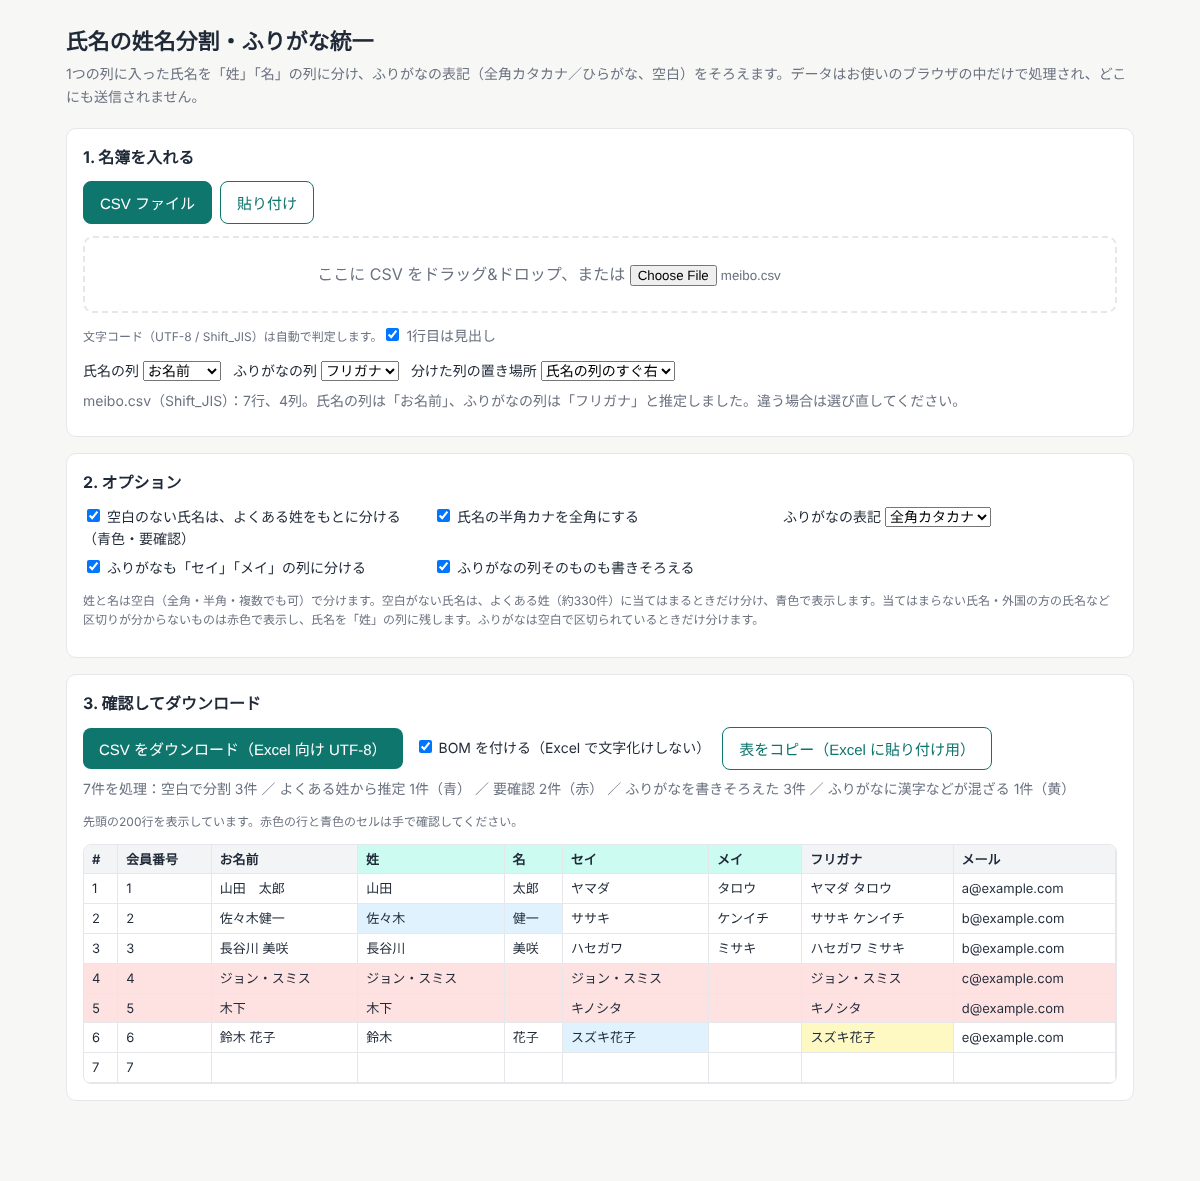 氏名の姓名分割・ふりがな統一
1つの列に入った氏名を「姓」「名」の列に分け、ふりがなの表記（全角カタカナ／ひらがな、空白）をそろえます。データはお使いのブラウザの中だけで処理され、どこ
にも送信されません。
1. 名簿を入れる
CSV ファイル 貼り付け
ここに CSV をドラッグ&ドロップ、または Choose File meibo.csv
文字コード（UTF-8 / Shift_JIS）は自動で判定します。 1行目は見出し
氏名の列 お名前 ふりがなの列 フリガナ 分けた列の置き場所 氏名の列のすぐ右
meibo.csv（Shift_JIS）：7行、4列。氏名の列は「お名前」、ふりがなの列は「フリガナ」と推定しました。違う場合は選び直してください。
2. オプション
空白のない氏名は、よくある姓をもとに分ける 氏名の半角カナを全角にする ふりがなの表記 全角カタカナ
（青色・要確認）
ふりがなも「セイ」「メイ」の列に分ける ふりがなの列そのものも書きそろえる
姓と名は空白（全角・半角・複数でも可）で分けます。空白がない氏名は、よくある姓（約330件）に当てはまるときだけ分け、青色で表示します。当てはまらない氏名・外国の方の氏名など
区切りが分からないものは赤色で表示し、氏名を「姓」の列に残します。ふりがなは空白で区切られているときだけ分けます。
3. 確認してダウンロード
CSV をダウンロード（Excel 向け UTF-8） BOM を付ける（Excel で文字化けしない） 表をコピー（Excel に貼り付け用）
7件を処理：空白で分割 3件 ／ よくある姓から推定 1件（青） ／ 要確認 2件（赤） ／ ふりがなを書きそろえた 3件 ／ ふりがなに漢字などが混ざる 1件（黄）
先頭の200行を表示しています。赤色の行と青色のセルは手で確認してください。
# 会員番号 お名前 姓 名 セイ メイ フリガナ メール
1 1 山田　太郎 山田 太郎 ヤマダ タロウ ヤマダ タロウ a@example.com
2 2 佐々木健一 佐々木 健一 ササキ ケンイチ ササキ ケンイチ b@example.com
3 3 長谷川 美咲 長谷川 美咲 ハセガワ ミサキ ハセガワ ミサキ b@example.com
4 4 ジョン・スミス ジョン・スミス ジョン・スミス ジョン・スミス c@example.com
5 5 木下 木下 キノシタ キノシタ d@example.com
6 6 鈴木 花子 鈴木 花子 スズキ花子 スズキ花子 e@example.com
7 7